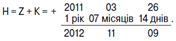 2011 03 26
H = Z + K = + 1 рік 07 місяців 14 днів .
2012 11 09